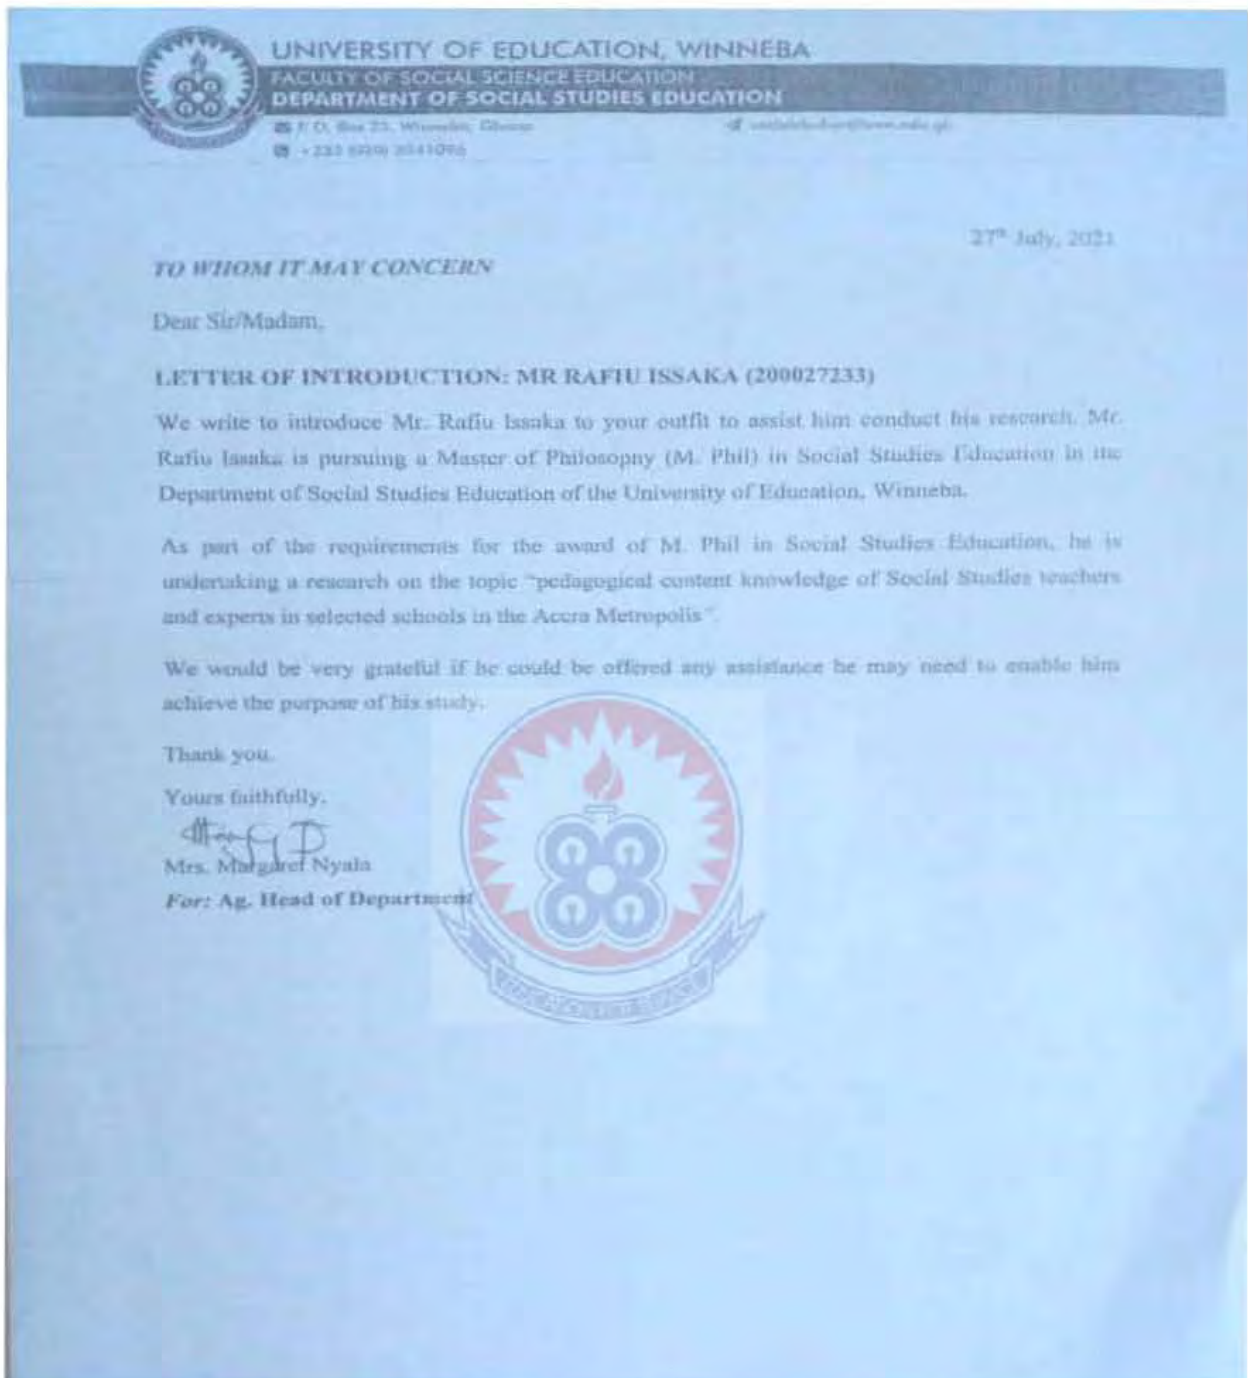 UNIVERSITY OF EDUCATION, WINNEBA
FACULTY OF SOCIAL SCIENCE EDUCATION
DEPARTMENT OF SOCIAL STUDIES EDUCATION
P. O. Box 25, Winneba, Ghana
+233
27th July, 2021
TO WHOM IT MAY CONCERN
Dear Sir/Madam,
LETTER OF INTRODUCTION: MR RAFIU ISSAKA (200027233)
We write to introduce Mr. Rafiu Issaka to your outfit to assist him conduct his research. Mr.
Rafiu Issaka is pursuing a Master of Philosophy (M. Phil) in Social Studies Education in the
Department of Social Studies Education of the University of Education, Winneba.
As part of the requirements for the award of M. Phil in Social Studies Education, he is
undertaking a research on the topic "pedagogical content knowledge of Social Studies teachers
and experts in selected schools in the Accra Metropolis".
We would be very grateful if he could be offered any assistance he may need to enable him
achieve the purpose of his study.
Thank you.
Yours faithfully,
Mrs. Margaret Nyala
For: Ag. Head of Department